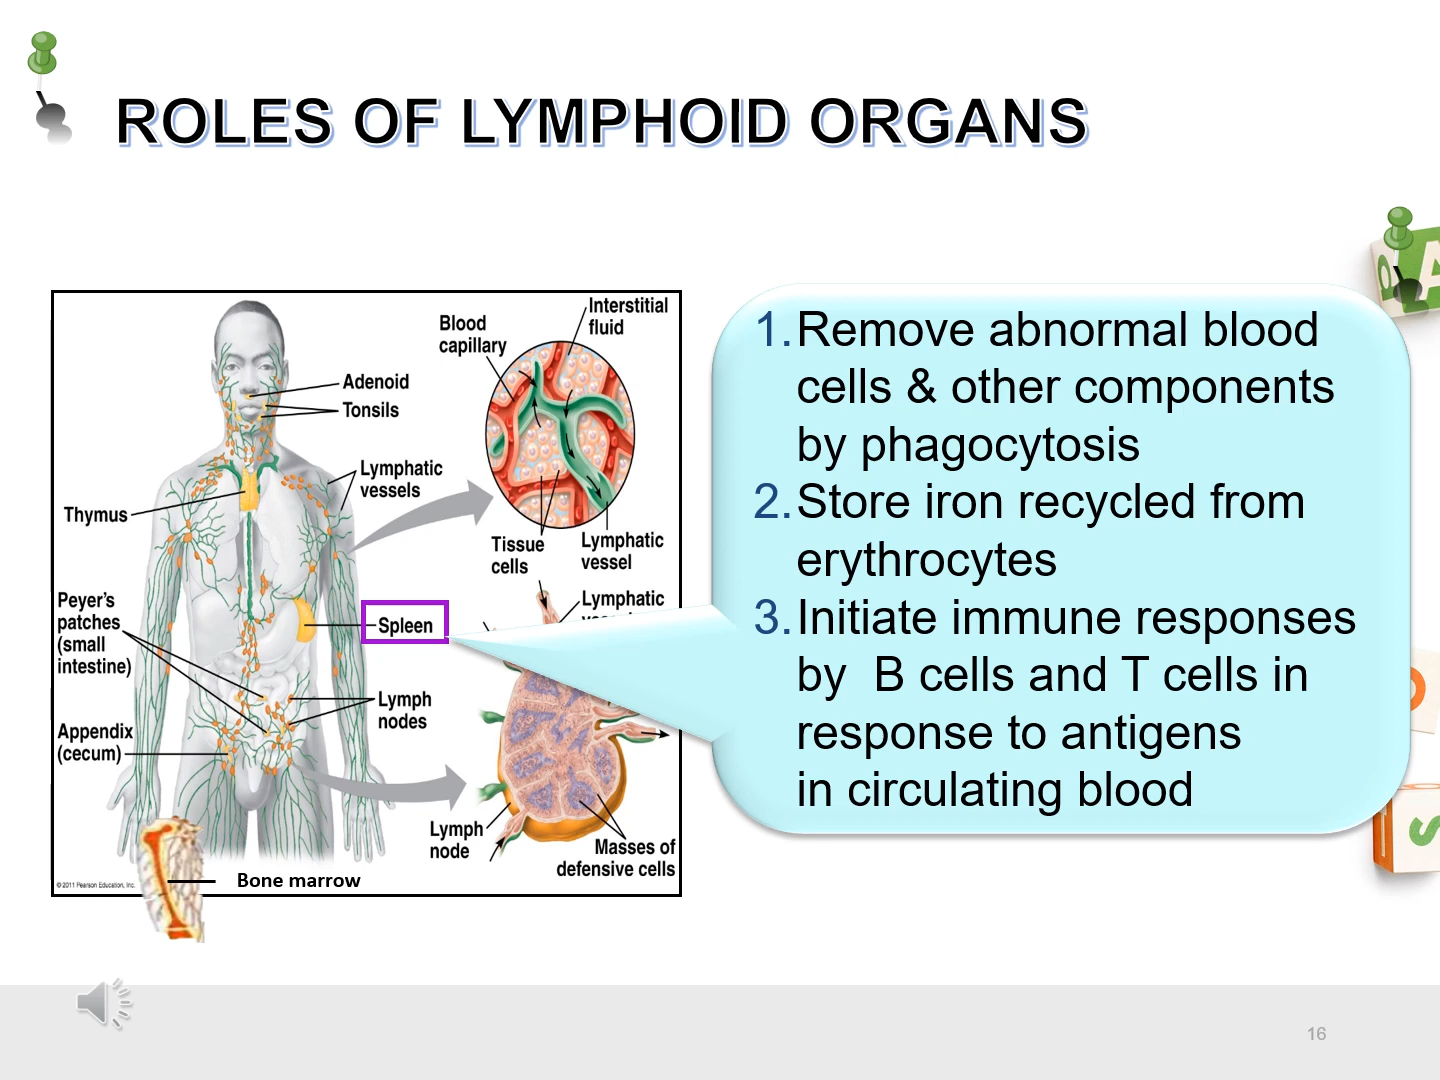 ROLES OF LYMPHOID ORGANS
Interstitial
fluid
Blood
capillary
Adenoid
Tonsils
Lymphatic
vessels
Thymus
Tissue
cells
Lymphatic
vessel
Peyer's
patches
(small
intestine)
Lymphatic
Spleen
Lymph
nodes
Appendix
(cecum)
Lymph
node
Masses of
defensive cells
©2011 Pearson Education, Inc.
Bone marrow
1.Remove abnormal blood
cells & other components
by phagocytosis
2.Store iron recycled from
erythrocytes
3.Initiate immune responses
by  B cells and T cells in
response to antigens
in circulating blood
A
S
16